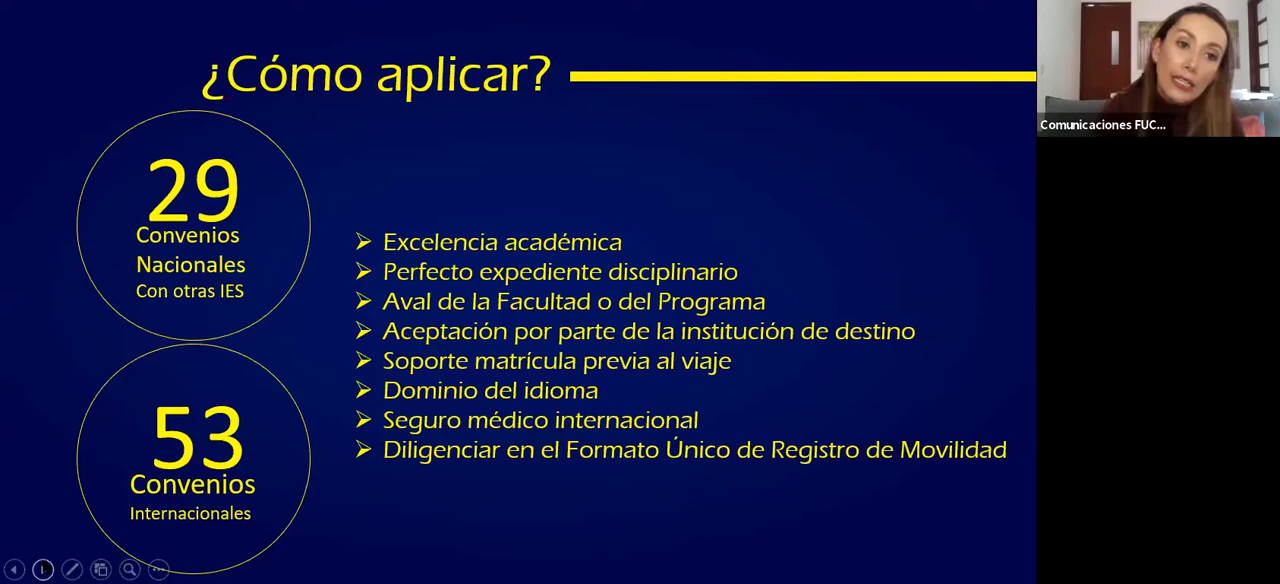 ¿Cómo aplicar?
29
Convenios
Nacionales
Con otras IES
53
Convenios
Internacionales
➢ Excelencia académica
➢ Perfecto expediente disciplinario
➢ Aval de la Facultad o del Programa
➢ Aceptación por parte de la institución de destino
➢ Soporte matrícula previa al viaje
➢ Dominio del idioma
➢ Seguro médico internacional
➢ Diligenciar en el Formato Único de Registro de Movilidad
Comunicaciones FUC...